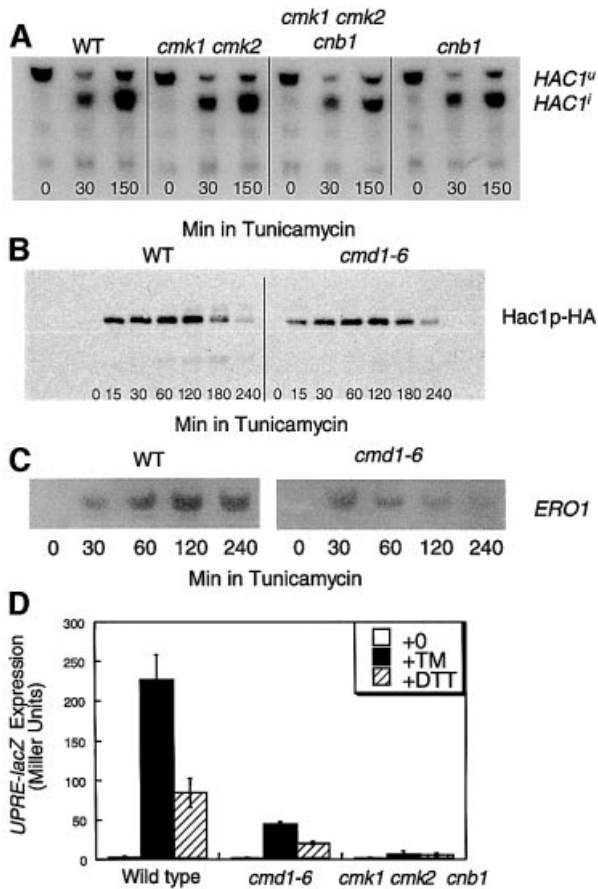 A
WT
cmk1 cmk2
cmk1 cmk2
cnb1
cnb1
HAC1ᵘ
HAC1ⁱ
0 30 150 0 30 150 0 30 150 0 30 150
Min in Tunicamycin
B
WT
cmd1-6
Hac1p-HA
0 15 30 60 120 180 240 0 15 30 60 120 180 240
Min in Tunicamycin
C
WT
cmd1-6
ERO1
0 30 60 120 240 0 30 60 120 240
Min in Tunicamycin
D
UPRE-lacZ Expression
(Miller Units)
300
250
200
150
100
50
0
+0
+TM
+DTT
Wild type
cmd1-6
cmk1 cmk2 cnb1